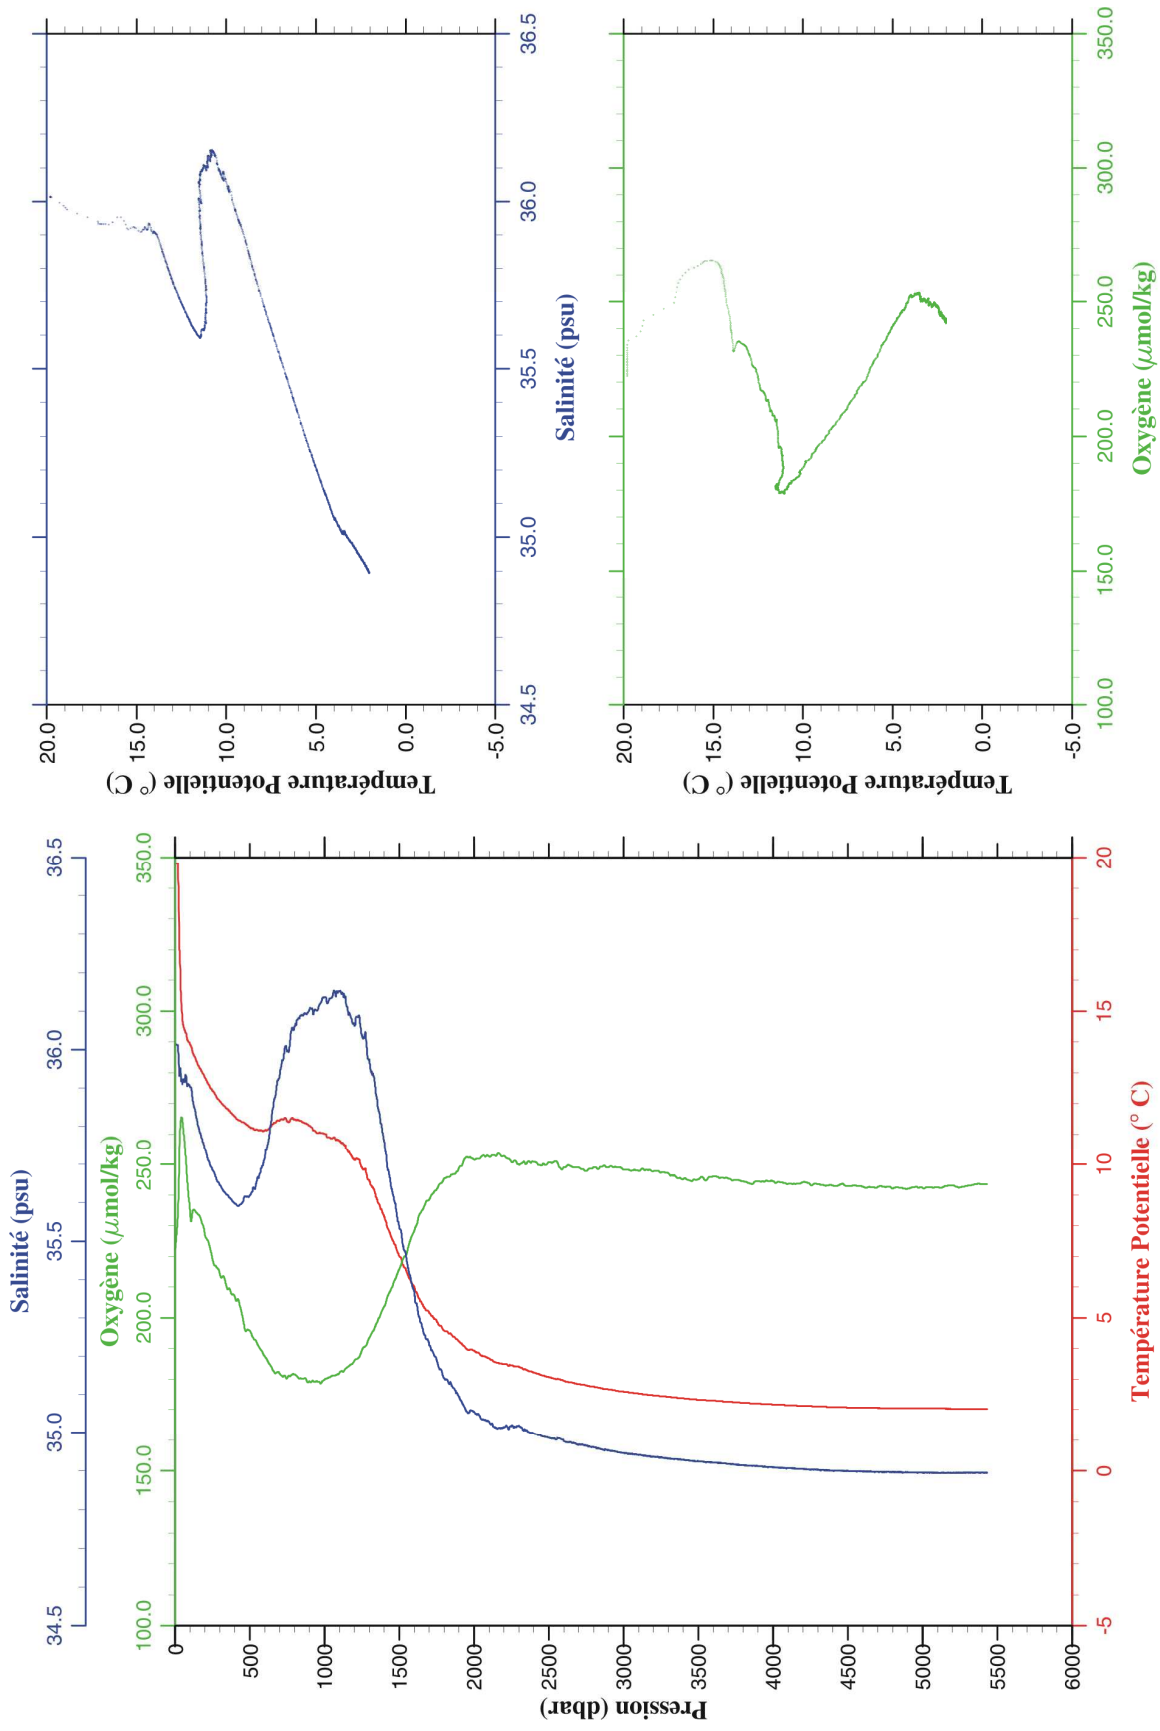 Salinité (psu)
34.5 35.0 35.5 36.0 36.5
Oxygène (μmol/kg)
100.0 150.0 200.0 250.0 300.0 350.0
Pression (dbar)
0
500
1000
1500
2000
2500
3000
3500
4000
4500
5000
5500
6000
-5 0 5 10 15 20
Température Potentielle (° C)
Température Potentielle (° C)
20.0
15.0
10.0
5.0
0.0
-5.0
34.5 35.0 35.5 36.0 36.5
Salinité (psu)
Température Potentielle (° C)
20.0
15.0
10.0
5.0
0.0
-5.0
100.0 150.0 200.0 250.0 300.0 350.0
Oxygène (μmol/kg)